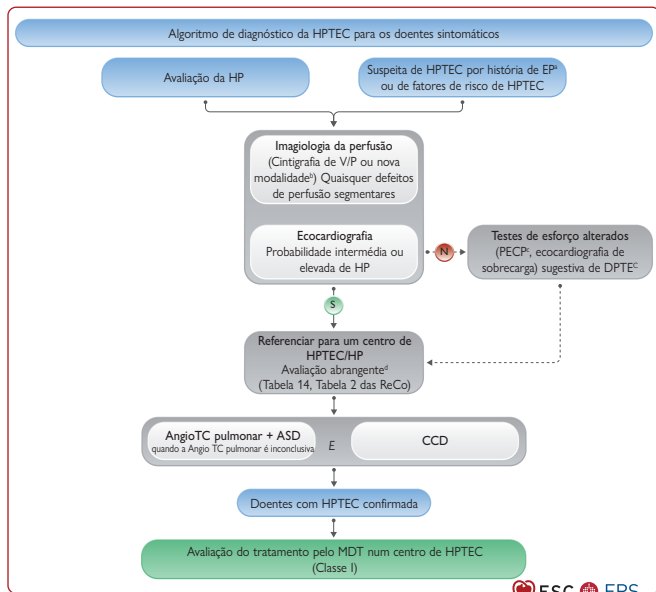 Algoritmo de diagnóstico da HPTEC para os doentes sintomáticos
Avaliação da HP
Suspeita de HPTEC por história de EPª
ou de fatores de risco de HPTEC
Imagiologia da perfusão
(Cintigrafia de V/P ou nova
modalidadeᵇ) Quaisquer defeitos
de perfusão segmentares
Ecocardiografia
Probabilidade intermédia ou
elevada de HP
N
Testes de esforço alterados
(PECPᶜ, ecocardiografia de
sobrecarga) sugestiva de DPTEᶜ
S
Referenciar para um centro de
HPTEC/HP
Avaliação abrangenteᵈ
(Tabela 14, Tabela 2 das ReCo)
AngioTC pulmonar + ASD
quando a Angio TC pulmonar é inconclusiva
E
CCD
Doentes com HPTEC confirmada
Avaliação do tratamento pelo MDT num centro de HPTEC
(Classe I)
ESC ERS